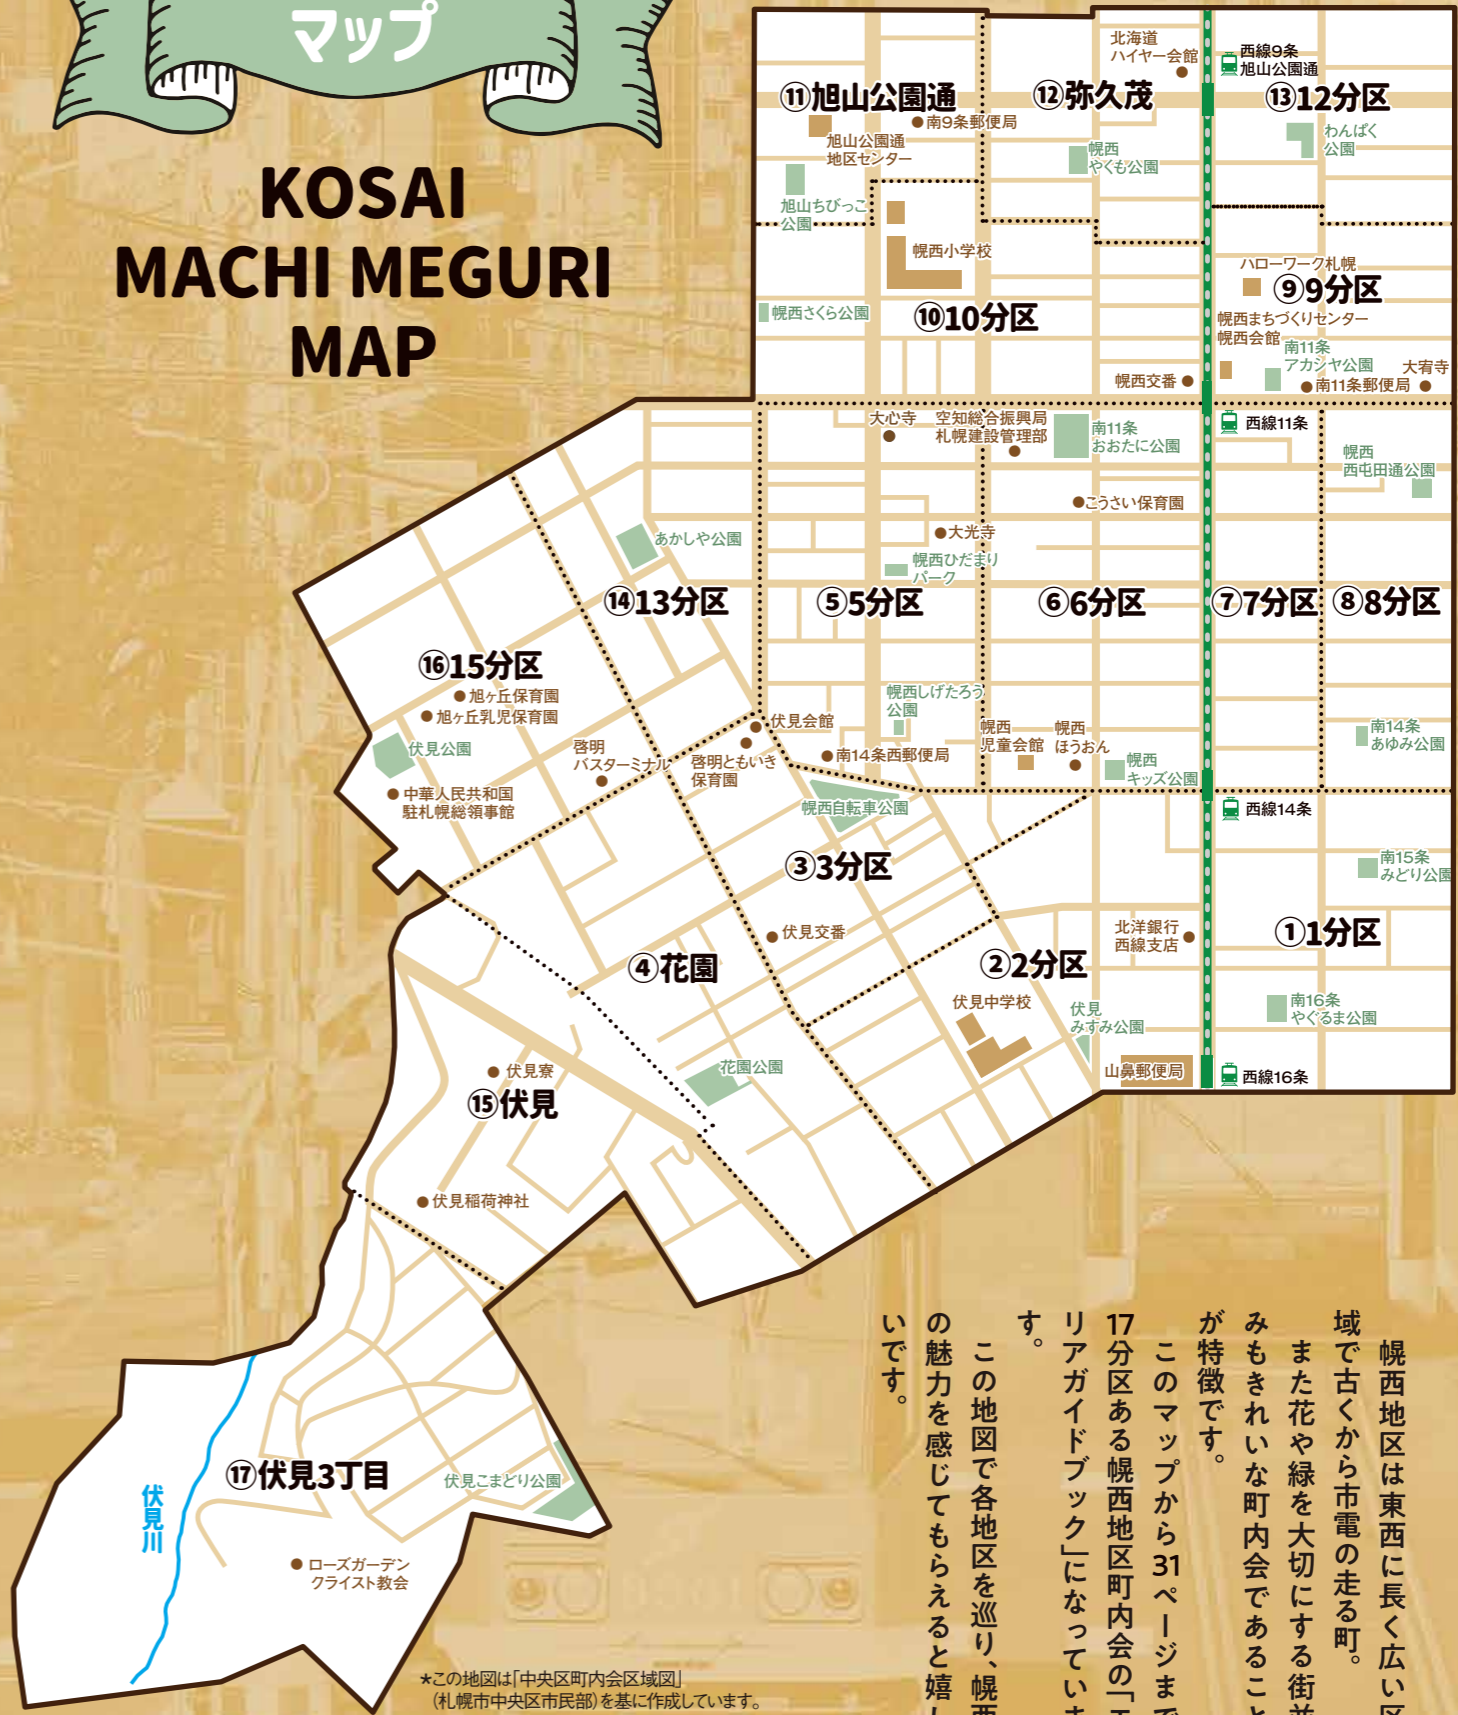 マップ
KOSAI
MACHI MEGURI
MAP
北海道
ハイヤー会館
西線9条
旭山公園通
⑪旭山公園通
⑫弥久茂
⑬12分区
南9条郵便局
旭山公園通
地区センター
幌西
やくも公園
わんぱく
公園
旭山ちびっこ
公園
幌西小学校
ハローワーク札幌
⑨9分区
幌西さくら公園
⑩10分区
幌西まちづくりセンター
幌西会館
南11条
アカシヤ公園
大宥寺
幌西交番
南11条郵便局
大心寺
空知総合振興局
札幌建設管理部
南11条
おおたに公園
西線11条
幌西
西屯田通公園
こうさい保育園
あかしや公園
大光寺
幌西ひだまり
パーク
⑭13分区
⑤5分区
⑥6分区
⑦7分区
⑧8分区
⑯15分区
旭ヶ丘保育園
旭ヶ丘乳児保育園
幌西しげたろう
公園
伏見会館
伏見公園
啓明
バスターミナル
啓明ともいき
保育園
南14条西郵便局
幌西
児童会館
幌西
ほうおん
幌西
キッズ公園
南14条
あゆみ公園
中華人民共和国
駐札幌総領事館
幌西自転車公園
西線14条
③3分区
南15条
みどり公園
伏見交番
北洋銀行
西線支店
①1分区
④花園
②2分区
伏見中学校
伏見
みすみ公園
南16条
やぐるま公園
伏見寮
花園公園
山鼻郵便局
西線16条
⑮伏見
伏見稲荷神社
⑰伏見3丁目
伏見こまどり公園
伏見川
ローズガーデン
クライスト教会
幌西地区は東西に長く広い区
域で古くから市電の走る町。
また花や緑を大切にする街並
みもきれいな町内会であること
が特徴です。
このマップから31ページまで
17分区ある幌西地区町内会の「エ
リアガイドブック」になっていま
す。
この地図で各地区を巡り、幌西
の魅力を感じてもらえると嬉し
いです。
*この地図は「中央区町内会区域図」
(札幌市中央区市民部)を基に作成しています。